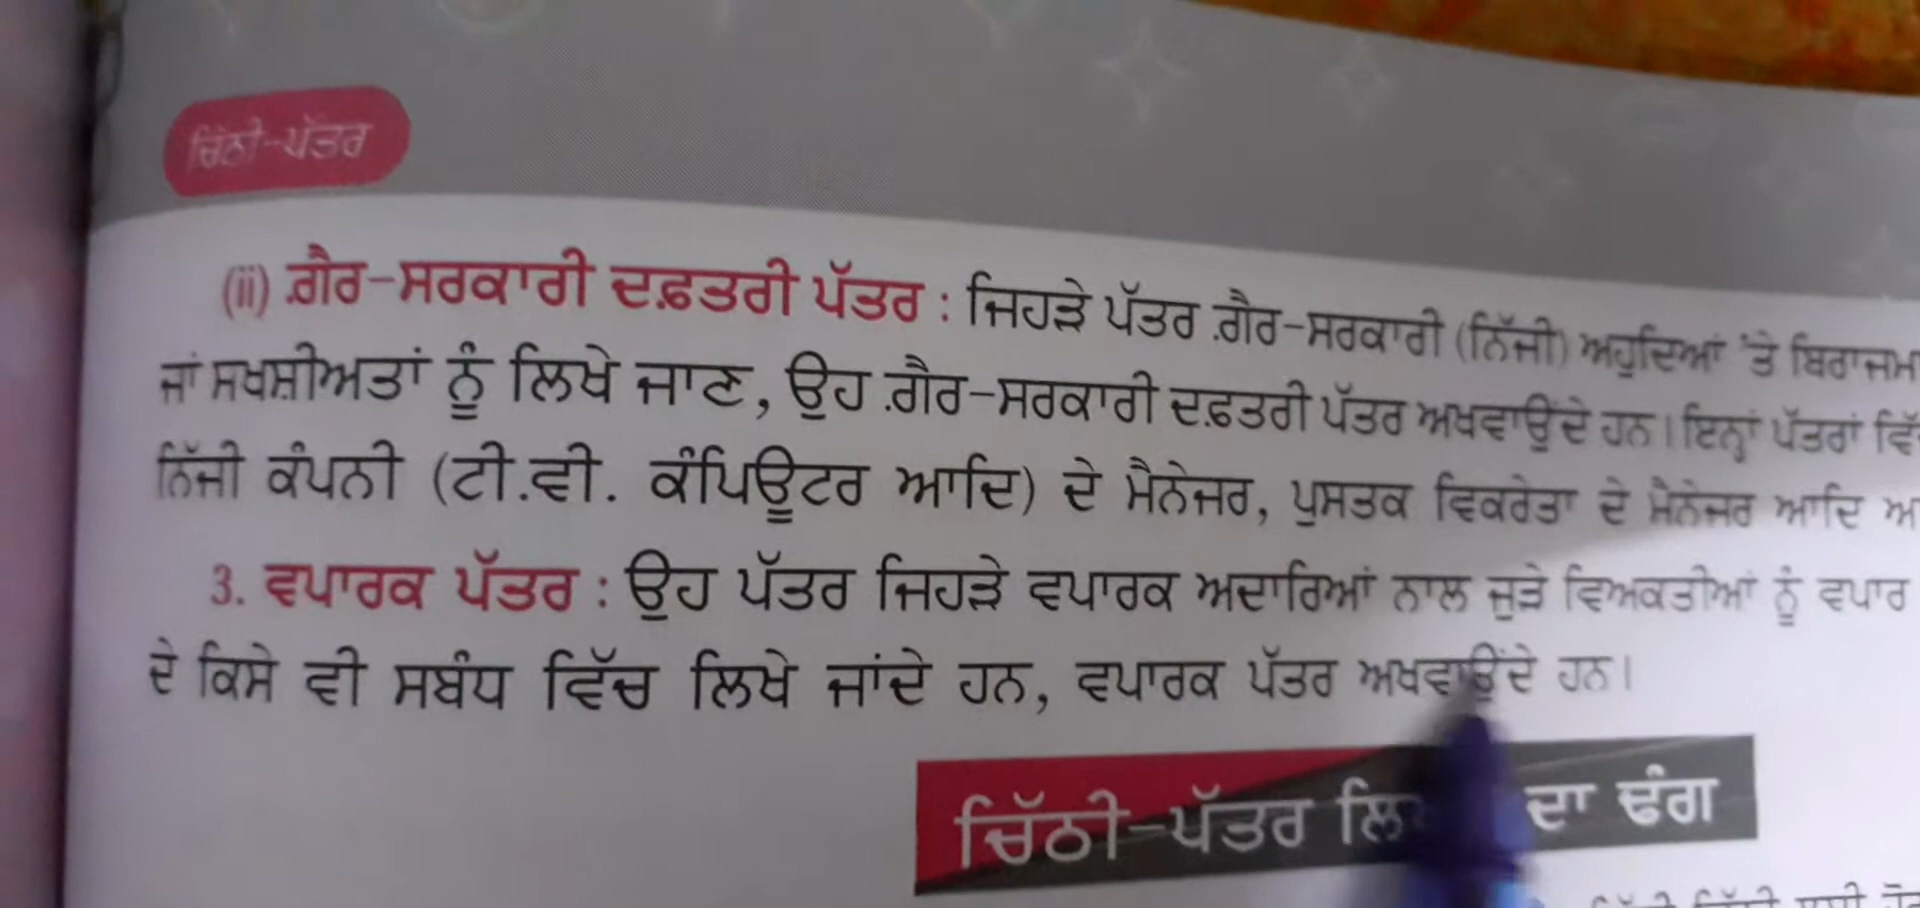 ਚਿੱਠੀ-ਪੱਤਰ
(ii) ਗ਼ੈਰ-ਸਰਕਾਰੀ ਦਫ਼ਤਰੀ ਪੱਤਰ : ਜਿਹੜੇ ਪੱਤਰ ਗ਼ੈਰ-ਸਰਕਾਰੀ (ਨਿੱਜੀ) ਅਹੁਦਿਆਂ 'ਤੇ
ਜਾਂ ਸਖਸ਼ੀਅਤਾਂ ਨੂੰ ਲਿਖੇ ਜਾਣ, ਉਹ ਗ਼ੈਰ-ਸਰਕਾਰੀ ਦਫ਼ਤਰੀ ਪੱਤਰ ਅਖਵਾਉਂਦੇ ਹਨ। ਇਨ੍ਹਾਂ ਪੱਤਰਾਂ
ਨਿੱਜੀ ਕੰਪਨੀ (ਟੀ.ਵੀ. ਕੰਪਿਊਟਰ ਆਦਿ) ਦੇ ਮੈਨੇਜਰ, ਪੁਸਤਕ ਵਿਕਰੇਤਾ ਦੇ ਮੈਨੇਜਰ ਆਦਿ
3. ਵਪਾਰਕ ਪੱਤਰ : ਉਹ ਪੱਤਰ ਜਿਹੜੇ ਵਪਾਰਕ ਅਦਾਰਿਆਂ ਨਾਲ ਜੁੜੇ ਵਿਅਕਤੀਆਂ ਨੂੰ ਵਪਾਰ
ਦੇ ਕਿਸੇ ਵੀ ਸਬੰਧ ਵਿੱਚ ਲਿਖੇ ਜਾਂਦੇ ਹਨ, ਵਪਾਰਕ ਪੱਤਰ ਅਖਵਾਉਂਦੇ ਹਨ।
ਚਿੱਠੀ-ਪੱਤਰ ਦਾ ਢੰਗ